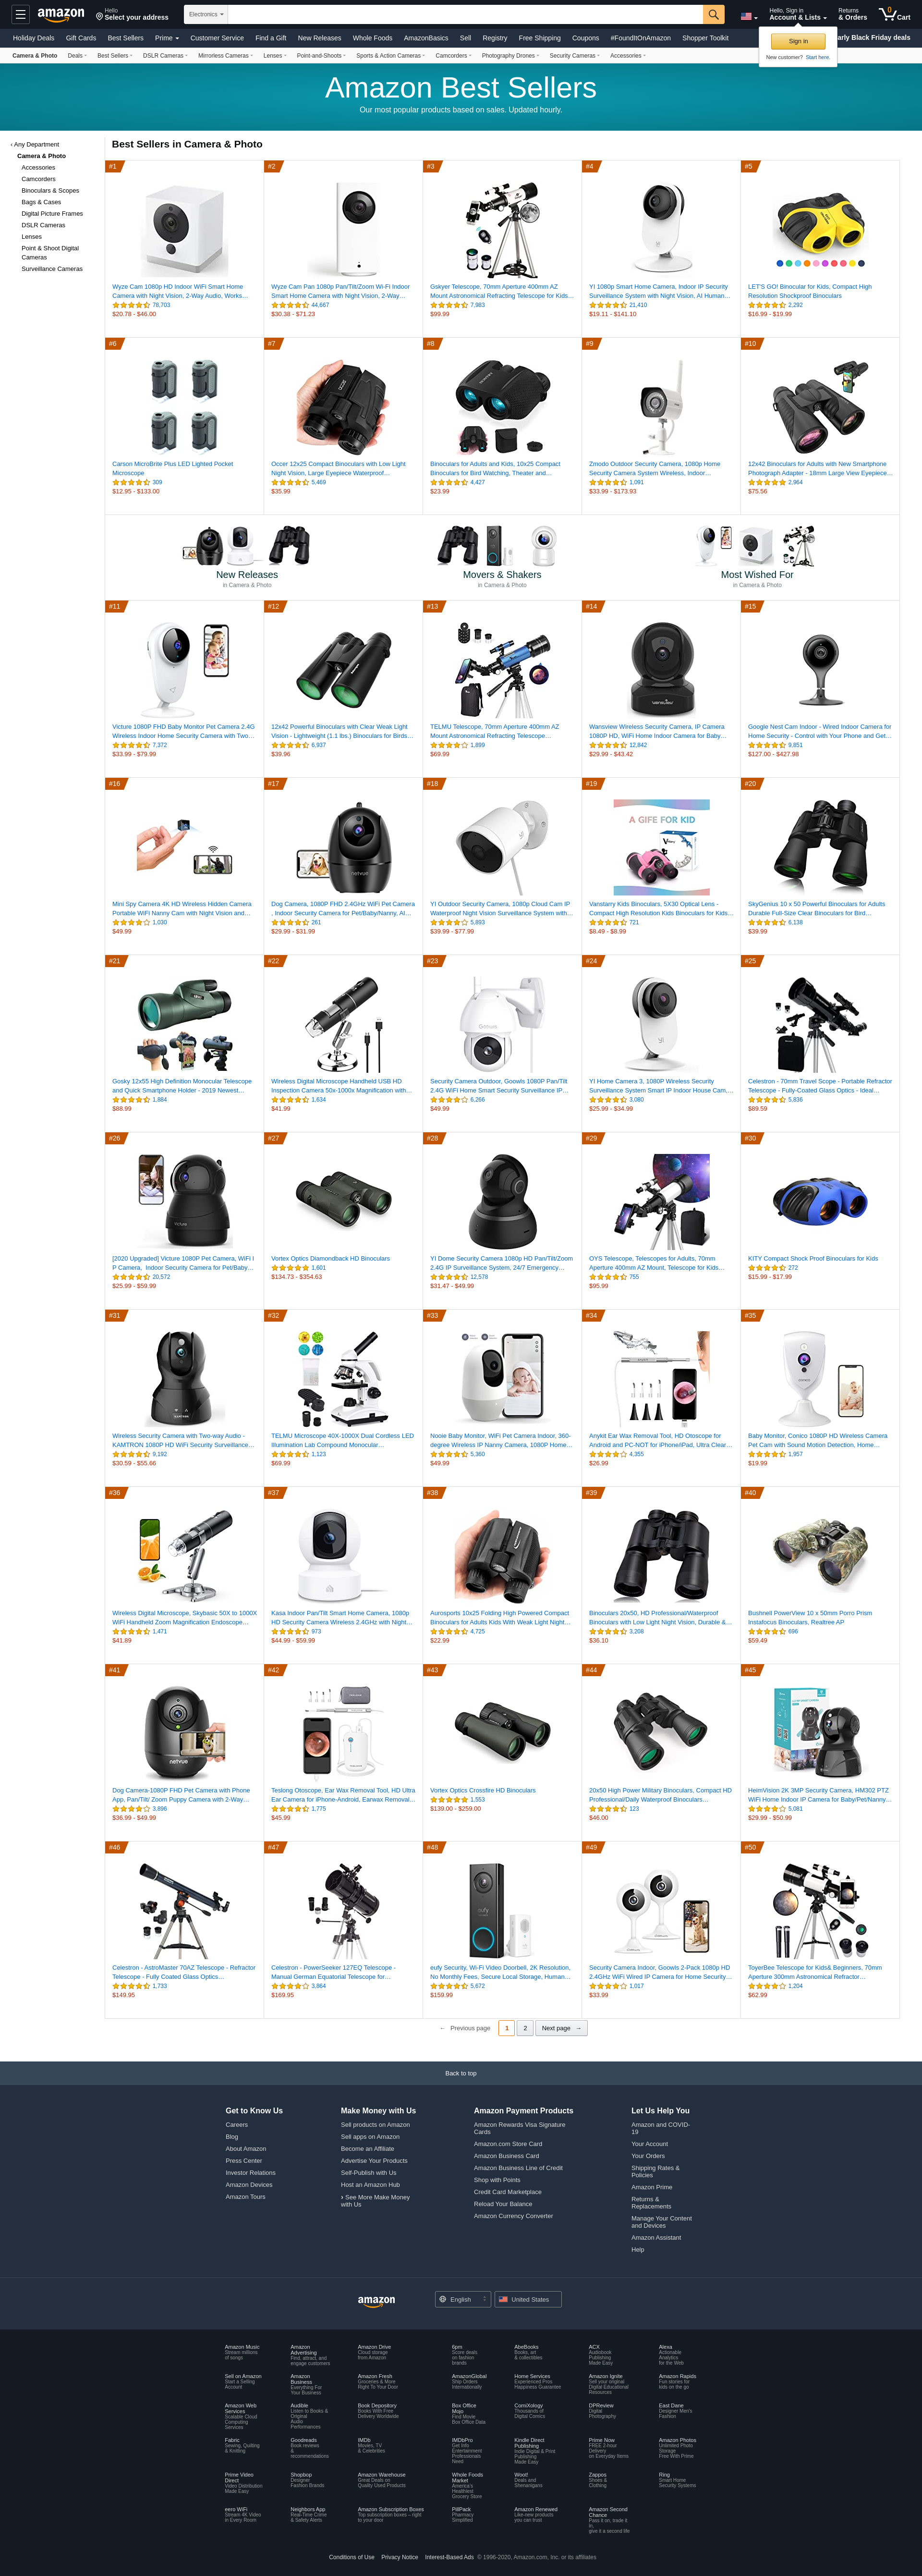 amazon
Hello
Select your address
Electronics
Hello, Sign in
Account & Lists
Returns
& Orders
0
Cart
Holiday Deals Gift Cards Best Sellers Prime Customer Service Find a Gift New Releases Whole Foods AmazonBasics Sell Registry Free Shipping Coupons #FoundItOnAmazon Shopper Toolkit
arly Black Friday deals
Sign in
New customer? Start here.
Camera & Photo Deals Best Sellers DSLR Cameras Mirrorless Cameras Lenses Point-and-Shoots Sports & Action Cameras Camcorders Photography Drones Security Cameras Accessories
Amazon Best Sellers
Our most popular products based on sales. Updated hourly.
‹ Any Department
Camera & Photo
Accessories
Camcorders
Binoculars & Scopes
Bags & Cases
Digital Picture Frames
DSLR Cameras
Lenses
Point & Shoot Digital
Cameras
Surveillance Cameras
Best Sellers in Camera & Photo
#1
Wyze Cam 1080p HD Indoor WiFi Smart Home
Camera with Night Vision, 2-Way Audio, Works…
78,703
$20.78 - $46.00
#2
Wyze Cam Pan 1080p Pan/Tilt/Zoom Wi-Fi Indoor
Smart Home Camera with Night Vision, 2-Way…
44,667
$30.38 - $71.23
#3
Gskyer Telescope, 70mm Aperture 400mm AZ
Mount Astronomical Refracting Telescope for Kids…
7,983
$99.99
#4
YI 1080p Smart Home Camera, Indoor IP Security
Surveillance System with Night Vision, AI Human…
21,410
$19.11 - $141.10
#5
LET'S GO! Binocular for Kids, Compact High
Resolution Shockproof Binoculars
2,292
$16.99 - $19.99
#6
Carson MicroBrite Plus LED Lighted Pocket
Microscope
309
$12.95 - $133.00
#7
Occer 12x25 Compact Binoculars with Low Light
Night Vision, Large Eyepiece Waterproof…
5,469
$35.99
#8
Binoculars for Adults and Kids, 10x25 Compact
Binoculars for Bird Watching, Theater and…
4,427
$23.99
#9
Zmodo Outdoor Security Camera, 1080p Home
Security Camera System Wireless, Indoor…
1,091
$33.99 - $173.93
#10
12x42 Binoculars for Adults with New Smartphone
Photograph Adapter - 18mm Large View Eyepiece…
2,964
$75.56
New Releases
in Camera & Photo
Movers & Shakers
in Camera & Photo
Most Wished For
in Camera & Photo
#11
Victure 1080P FHD Baby Monitor Pet Camera 2.4G
Wireless Indoor Home Security Camera with Two…
7,372
$33.99 - $79.99
#12
12x42 Powerful Binoculars with Clear Weak Light
Vision - Lightweight (1.1 lbs.) Binoculars for Birds…
6,937
$39.96
#13
TELMU Telescope, 70mm Aperture 400mm AZ
Mount Astronomical Refracting Telescope…
1,899
$69.99
#14
Wansview Wireless Security Camera, IP Camera
1080P HD, WiFi Home Indoor Camera for Baby…
12,842
$29.99 - $43.42
#15
Google Nest Cam Indoor - Wired Indoor Camera for
Home Security - Control with Your Phone and Get…
9,851
$127.00 - $427.98
#16
Mini Spy Camera 4K HD Wireless Hidden Camera
Portable WiFi Nanny Cam with Night Vision and…
1,030
$49.99
#17
netvue
Dog Camera, 1080P FHD 2.4GHz WiFi Pet Camera
, Indoor Security Camera for Pet/Baby/Nanny, AI…
261
$29.99 - $31.99
#18
YI Outdoor Security Camera, 1080p Cloud Cam IP
Waterproof Night Vision Surveillance System with…
5,893
$39.99 - $77.99
#19
A GIFE FOR KID
Vanstarry Kids Binoculars, 5X30 Optical Lens -
Compact High Resolution Kids Binoculars for Kids…
721
$8.49 - $8.99
#20
SkyGenius 10 x 50 Powerful Binoculars for Adults
Durable Full-Size Clear Binoculars for Bird…
6,138
$39.99
#21
Gosky 12x55 High Definition Monocular Telescope
and Quick Smartphone Holder - 2019 Newest…
1,884
$88.99
#22
Wireless Digital Microscope Handheld USB HD
Inspection Camera 50x-1000x Magnification with…
1,634
$41.99
#23
Security Camera Outdoor, Goowls 1080P Pan/Tilt
2.4G WiFi Home Smart Security Surveillance IP…
6,266
$49.99
#24
YI Home Camera 3, 1080P Wireless Security
Surveillance System Smart IP Indoor House Cam,…
3,080
$25.99 - $34.99
#25
Celestron - 70mm Travel Scope - Portable Refractor
Telescope - Fully-Coated Glass Optics - Ideal…
5,836
$89.59
#26
[2020 Upgraded] Victure 1080P Pet Camera, WiFi I
P Camera, Indoor Security Camera for Pet/Baby…
20,572
$25.99 - $59.99
#27
Vortex Optics Diamondback HD Binoculars
1,601
$134.73 - $354.63
#28
YI Dome Security Camera 1080p HD Pan/Tilt/Zoom
2.4G IP Surveillance System, 24/7 Emergency…
12,578
$31.47 - $49.99
#29
OYS Telescope, Telescopes for Adults, 70mm
Aperture 400mm AZ Mount, Telescope for Kids…
755
$95.99
#30
KITY Compact Shock Proof Binoculars for Kids
272
$15.99 - $17.99
#31
Wireless Security Camera with Two-way Audio -
KAMTRON 1080P HD WiFi Security Surveillance…
9,192
$30.59 - $55.66
#32
TELMU Microscope 40X-1000X Dual Cordless LED
Illumination Lab Compound Monocular…
1,123
$69.99
#33
Nooie Baby Monitor, WiFi Pet Camera Indoor, 360-
degree Wireless IP Nanny Camera, 1080P Home…
5,360
$49.99
#34
Anykit Ear Wax Removal Tool, HD Otoscope for
Android and PC-NOT for iPhone/iPad, Ultra Clear…
4,355
$26.99
#35
Baby Monitor, Conico 1080P HD Wireless Camera
Pet Cam with Sound Motion Detection, Home…
1,957
$19.99
#36
Wireless Digital Microscope, Skybasic 50X to 1000X
WiFi Handheld Zoom Magnification Endoscope…
1,471
$41.89
#37
Kasa Indoor Pan/Tilt Smart Home Camera, 1080p
HD Security Camera Wireless 2.4GHz with Night…
973
$44.99 - $59.99
#38
Aurosports 10x25 Folding High Powered Compact
Binoculars for Adults Kids With Weak Light Night…
4,725
$22.99
#39
Binoculars 20x50, HD Professional/Waterproof
Binoculars with Low Light Night Vision, Durable &…
3,208
$36.10
#40
Bushnell PowerView 10 x 50mm Porro Prism
Instafocus Binoculars, Realtree AP
696
$59.49
#41
netvue
Dog Camera-1080P FHD Pet Camera with Phone
App, Pan/Tilt/ Zoom Puppy Camera with 2-Way…
3,896
$36.99 - $49.99
#42
Teslong Otoscope, Ear Wax Removal Tool, HD Ultra
Ear Camera for iPhone-Android, Earwax Removal…
1,775
$45.99
#43
Vortex Optics Crossfire HD Binoculars
1,553
$139.00 - $259.00
#44
20x50 High Power Military Binoculars, Compact HD
Professional/Daily Waterproof Binoculars…
123
$46.00
#45
HeimVision 2K 3MP Security Camera, HM302 PTZ
WiFi Home Indoor IP Camera for Baby/Pet/Nanny…
5,081
$29.99 - $50.99
#46
Celestron - AstroMaster 70AZ Telescope - Refractor
Telescope - Fully Coated Glass Optics…
1,733
$149.95
#47
Celestron - PowerSeeker 127EQ Telescope -
Manual German Equatorial Telescope for…
3,864
$169.95
#48
eufy
eufy Security, Wi-Fi Video Doorbell, 2K Resolution,
No Monthly Fees, Secure Local Storage, Human…
5,672
$159.99
#49
Security Camera Indoor, Goowls 2-Pack 1080p HD
2.4GHz WiFi Wired IP Camera for Home Security…
1,017
$33.99
#50
ToyerBee Telescope for Kids& Beginners, 70mm
Aperture 300mm Astronomical Refractor…
1,204
$62.99
← Previous page 1 2 Next page →
Back to top
Get to Know Us
Careers
Blog
About Amazon
Press Center
Investor Relations
Amazon Devices
Amazon Tours
Make Money with Us
Sell products on Amazon
Sell apps on Amazon
Become an Affiliate
Advertise Your Products
Self-Publish with Us
Host an Amazon Hub
› See More Make Money
with Us
Amazon Payment Products
Amazon Rewards Visa Signature
Cards
Amazon.com Store Card
Amazon Business Card
Amazon Business Line of Credit
Shop with Points
Credit Card Marketplace
Reload Your Balance
Amazon Currency Converter
Let Us Help You
Amazon and COVID-
19
Your Account
Your Orders
Shipping Rates &
Policies
Amazon Prime
Returns &
Replacements
Manage Your Content
and Devices
Amazon Assistant
Help
amazon
English
United States
Amazon Music
Stream millions
of songs
Amazon
Advertising
Find, attract, and
engage customers
Amazon Drive
Cloud storage
from Amazon
6pm
Score deals
on fashion
brands
AbeBooks
Books, art
& collectibles
ACX
Audiobook
Publishing
Made Easy
Alexa
Actionable
Analytics
for the Web
Sell on Amazon
Start a Selling
Account
Amazon
Business
Everything For
Your Business
Amazon Fresh
Groceries & More
Right To Your Door
AmazonGlobal
Ship Orders
Internationally
Home Services
Experienced Pros
Happiness Guarantee
Amazon Ignite
Sell your original
Digital Educational
Resources
Amazon Rapids
Fun stories for
kids on the go
Amazon Web
Services
Scalable Cloud
Computing
Services
Audible
Listen to Books &
Original
Audio
Performances
Book Depository
Books With Free
Delivery Worldwide
Box Office
Mojo
Find Movie
Box Office Data
ComiXology
Thousands of
Digital Comics
DPReview
Digital
Photography
East Dane
Designer Men's
Fashion
Fabric
Sewing, Quilting
& Knitting
Goodreads
Book reviews
&
recommendations
IMDb
Movies, TV
& Celebrities
IMDbPro
Get Info
Entertainment
Professionals
Need
Kindle Direct
Publishing
Indie Digital & Print
Publishing
Made Easy
Prime Now
FREE 2-hour
Delivery
on Everyday Items
Amazon Photos
Unlimited Photo
Storage
Free With Prime
Prime Video
Direct
Video Distribution
Made Easy
Shopbop
Designer
Fashion Brands
Amazon Warehouse
Great Deals on
Quality Used Products
Whole Foods
Market
America's
Healthiest
Grocery Store
Woot!
Deals and
Shenanigans
Zappos
Shoes &
Clothing
Ring
Smart Home
Security Systems
eero WiFi
Stream 4K Video
in Every Room
Neighbors App
Real-Time Crime
& Safety Alerts
Amazon Subscription Boxes
Top subscription boxes – right
to your door
PillPack
Pharmacy
Simplified
Amazon Renewed
Like-new products
you can trust
Amazon Second
Chance
Pass it on, trade it
in,
give it a second life
Conditions of Use Privacy Notice Interest-Based Ads © 1996-2020, Amazon.com, Inc. or its affiliates